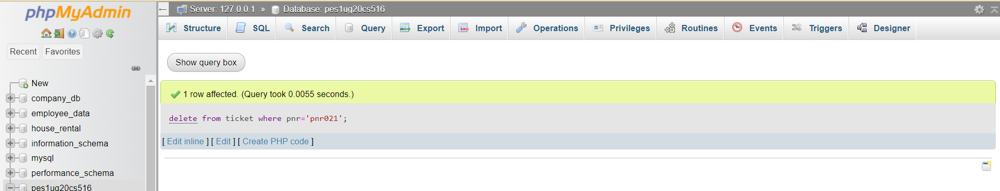 phpMyAdmin
Recent Favorites
New
company_db
employee_data
house_rental
information_schema
mysql
performance_schema
pes1ug20cs516
Server: 127.0.0.1 » Database: pes1ug20cs516
Structure SQL Search Query Export Import Operations Privileges Routines Events Triggers Designer
Show query box
1 row affected. (Query took 0.0055 seconds.)
delete from ticket where pnr='pnr021';
[ Edit inline ] [ Edit ] [ Create PHP code ]